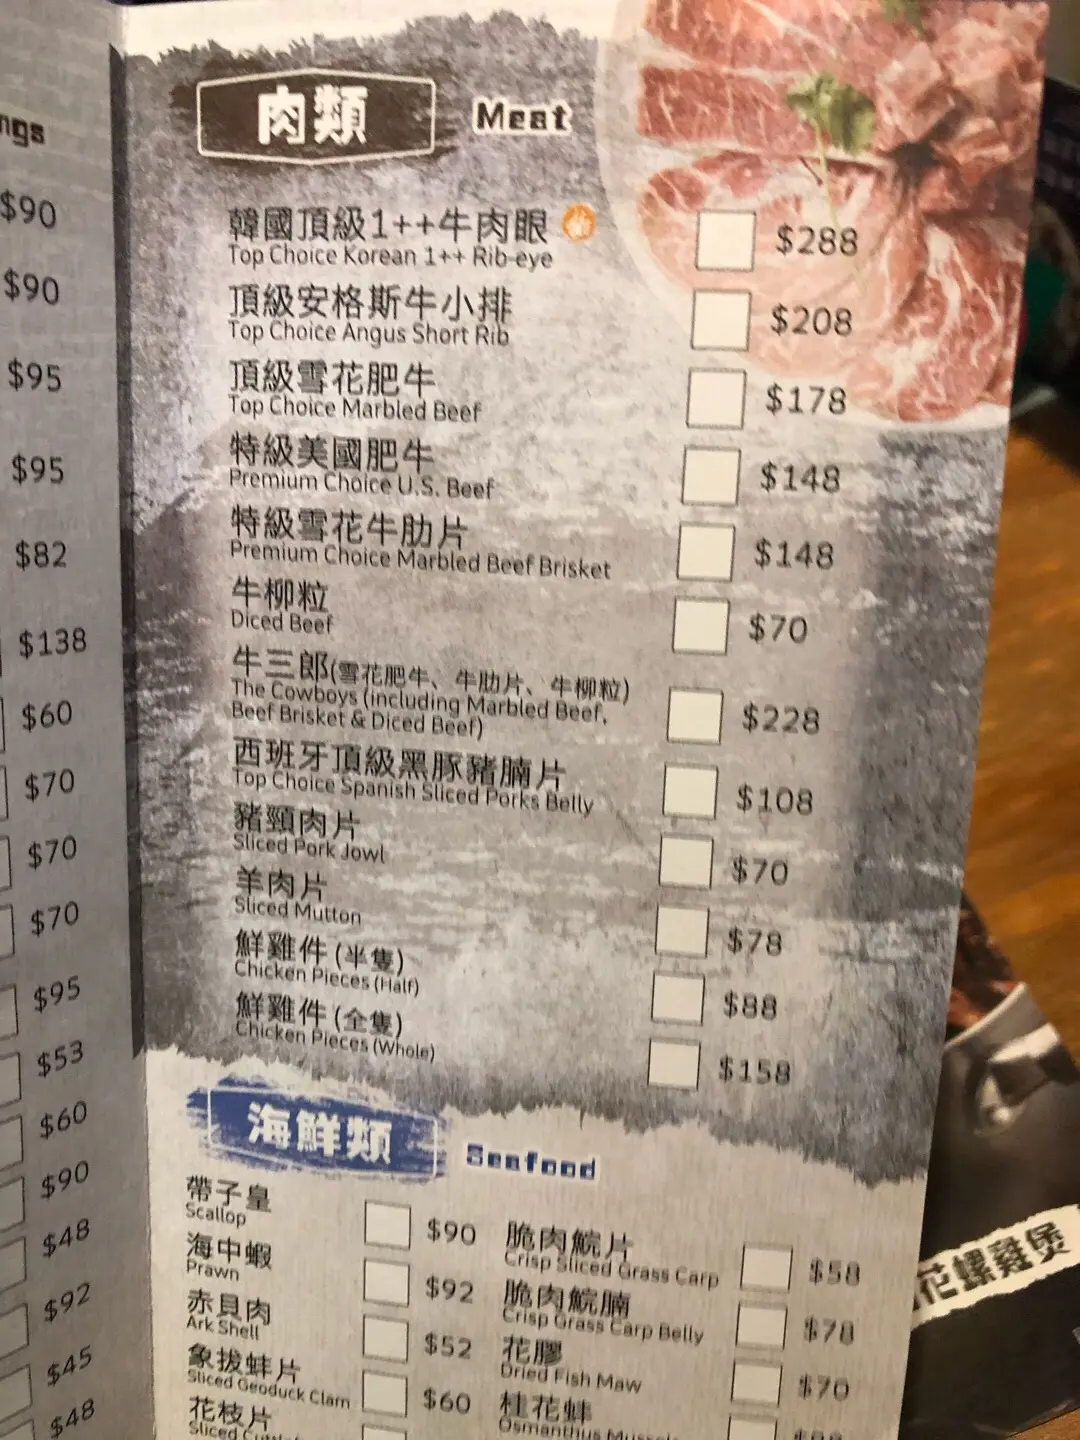 ngs
$90
$90
$95
$95
$82
$138
$60
$70
$70
$70
$95
$53
$60
$90
$48
$92
$45
$48
肉類 Meat
韓國頂級1++牛肉眼
Top Choice Korean 1++ Rib-eye
$288
頂級安格斯牛小排
Top Choice Angus Short Rib
$208
頂級雪花肥牛
Top Choice Marbled Beef
$178
特級美國肥牛
Premium Choice U.S. Beef
$148
特級雪花牛肋片
Premium Choice Marbled Beef Brisket
$148
牛柳粒
Diced Beef
$70
牛三郎(雪花肥牛、牛肋片、牛柳粒)
The Cowboys (including Marbled Beef,
Beef Brisket & Diced Beef)
$228
西班牙頂級黑豚豬腩片
Top Choice Spanish Sliced Porks Belly
$108
豬頸肉片
Sliced Pork Jowl
$70
羊肉片
Sliced Mutton
$78
鮮雞件(半隻)
Chicken Pieces (Half)
$88
鮮雞件(全隻)
Chicken Pieces (Whole)
$158
海鮮類 Seafood
帶子皇
Scallop
$90
海中蝦
Prawn
$92
赤貝肉
Ark Shell
$52
象拔蚌片
Sliced Geoduck Clam
$60
花枝片
Sliced
脆肉鯇片
Crisp Sliced Grass Carp
$58
脆肉鯇腩
Crisp Grass Carp Belly
$78
花膠
Dried Fish Maw
$70
桂花蚌
Osmanthus
花螺雞煲